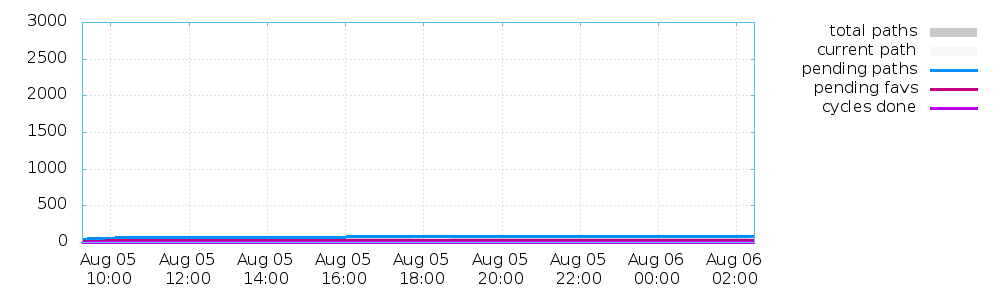 3000
2500
2000
1500
1000
500
0
Aug 05 Aug 05 Aug 05 Aug 05 Aug 05 Aug 05 Aug 05 Aug 06 Aug 06
10:00 12:00 14:00 16:00 18:00 20:00 22:00 00:00 02:00
total paths
current path
pending paths
pending favs
cycles done